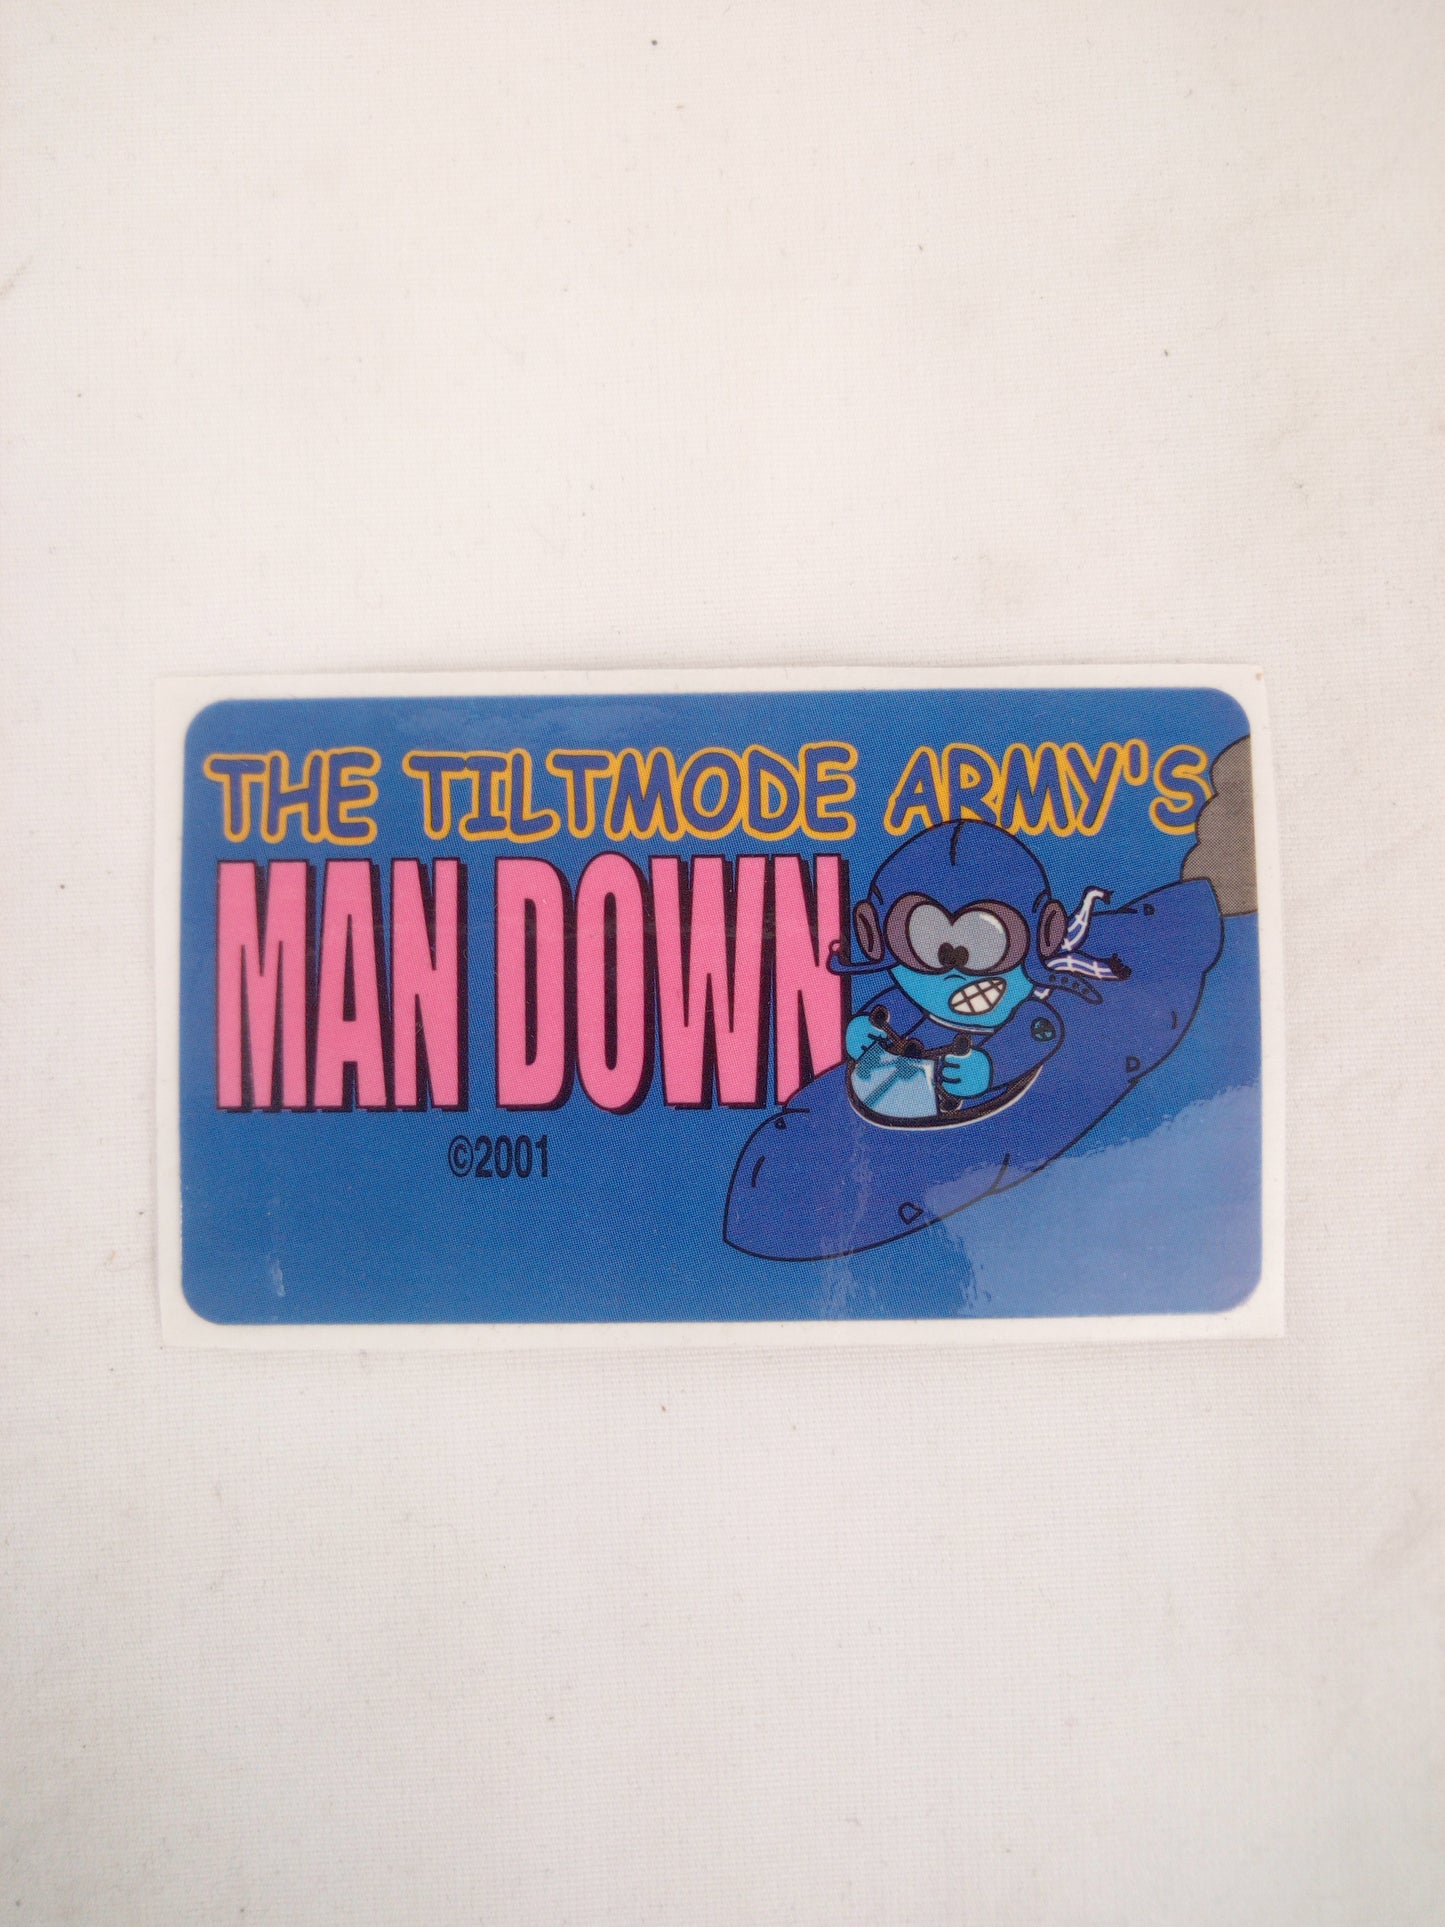 THE TILTMODE ARMY'S
MAN DOWN
©2001